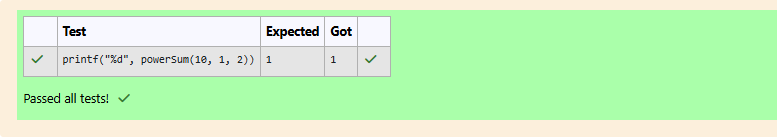 Test Expected Got
printf("%d", powerSum(10, 1, 2)) 1 1
Passed all tests!